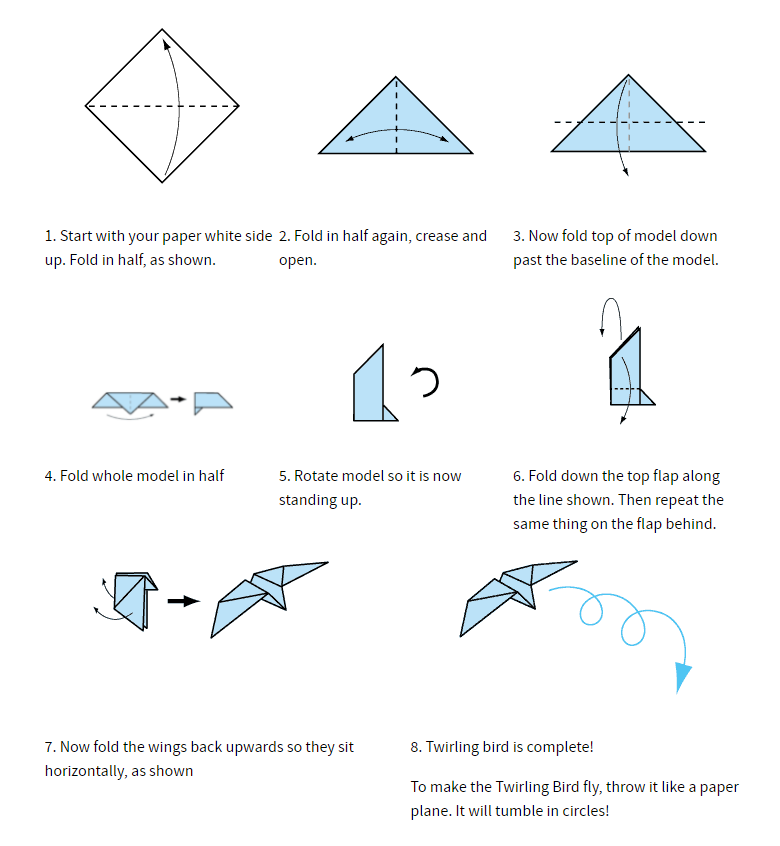 1. Start with your paper white side
up. Fold in half, as shown.
2. Fold in half again, crease and
open.
3. Now fold top of model down
past the baseline of the model.
4. Fold whole model in half
5. Rotate model so it is now
standing up.
6. Fold down the top flap along
the line shown. Then repeat the
same thing on the flap behind.
7. Now fold the wings back upwards so they sit
horizontally, as shown
8. Twirling bird is complete!
To make the Twirling Bird fly, throw it like a paper
plane. It will tumble in circles!